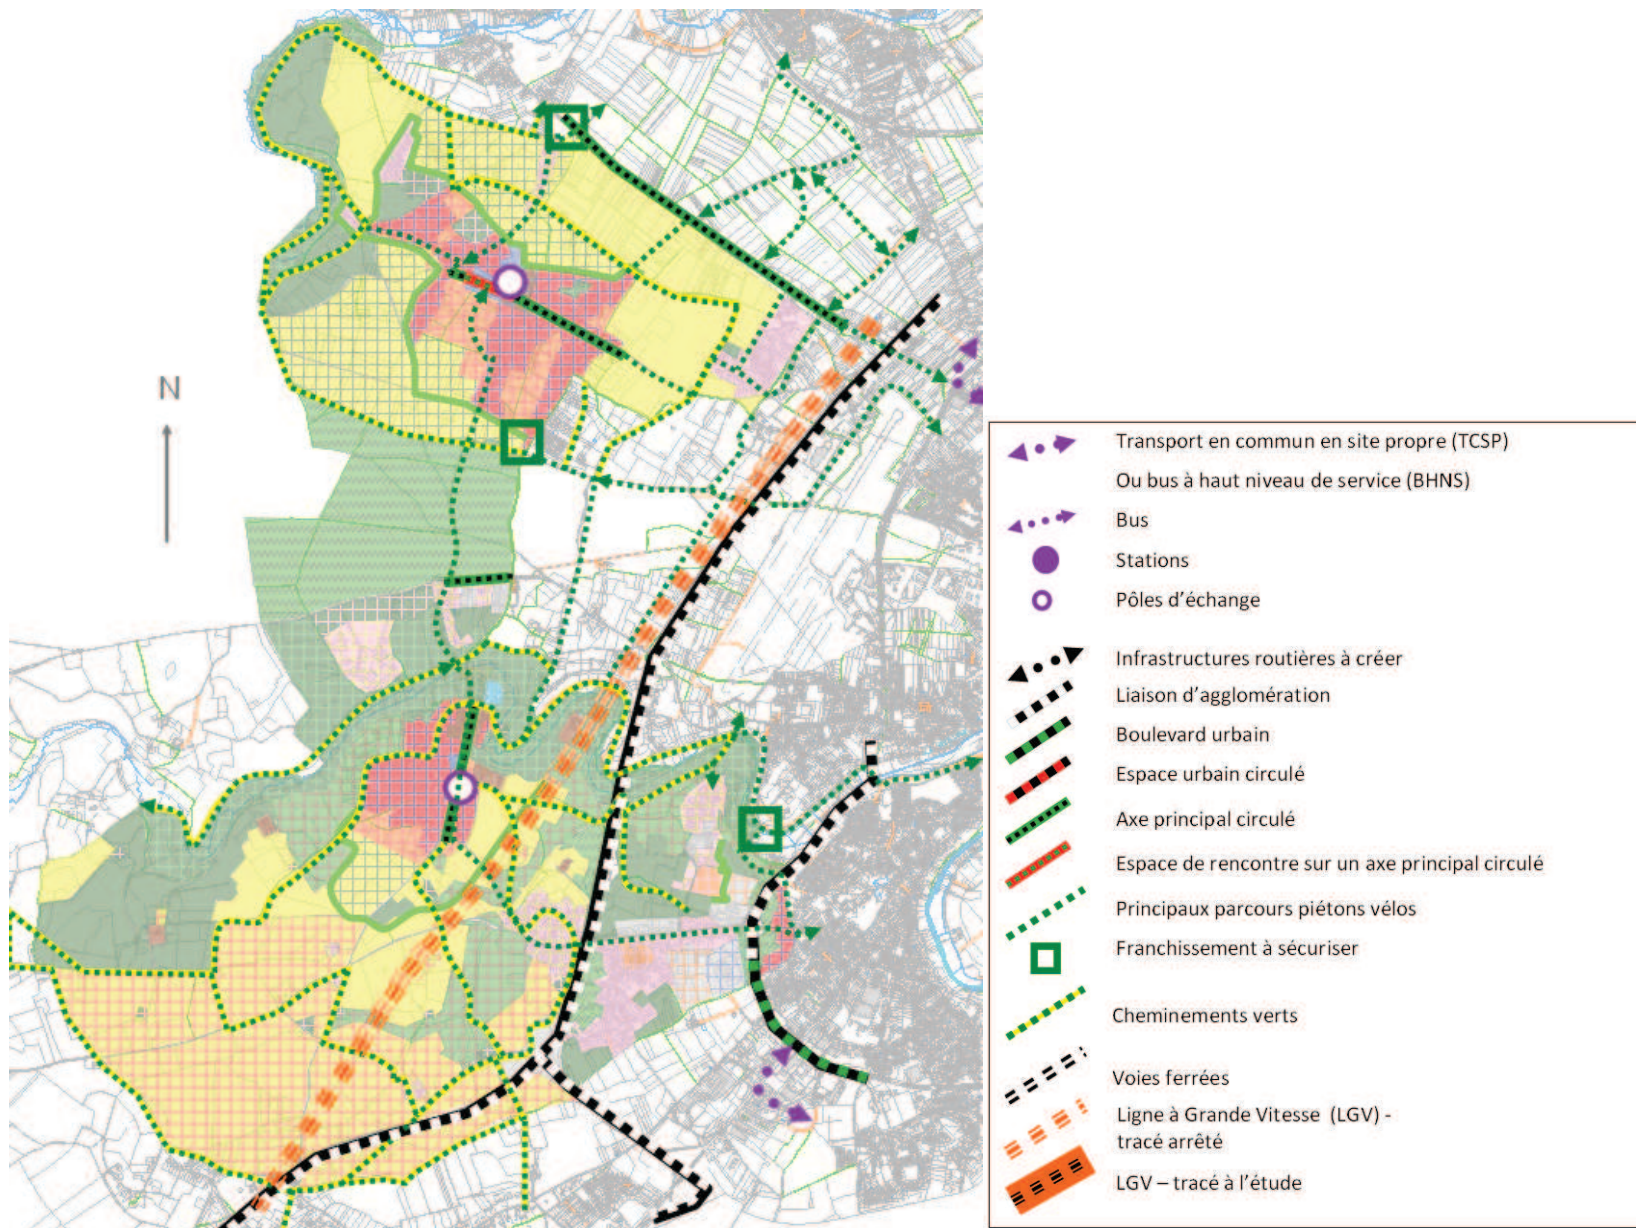 N
Transport en commun en site propre (TCSP)
Ou bus à haut niveau de service (BHNS)
Bus
Stations
Pôles d'échange
Infrastructures routières à créer
Liaison d'agglomération
Boulevard urbain
Espace urbain circulé
Axe principal circulé
Espace de rencontre sur un axe principal circulé
Principaux parcours piétons vélos
Franchissement à sécuriser
Cheminements verts
Voies ferrées
Ligne à Grande Vitesse (LGV) -
tracé arrêté
LGV – tracé à l'étude